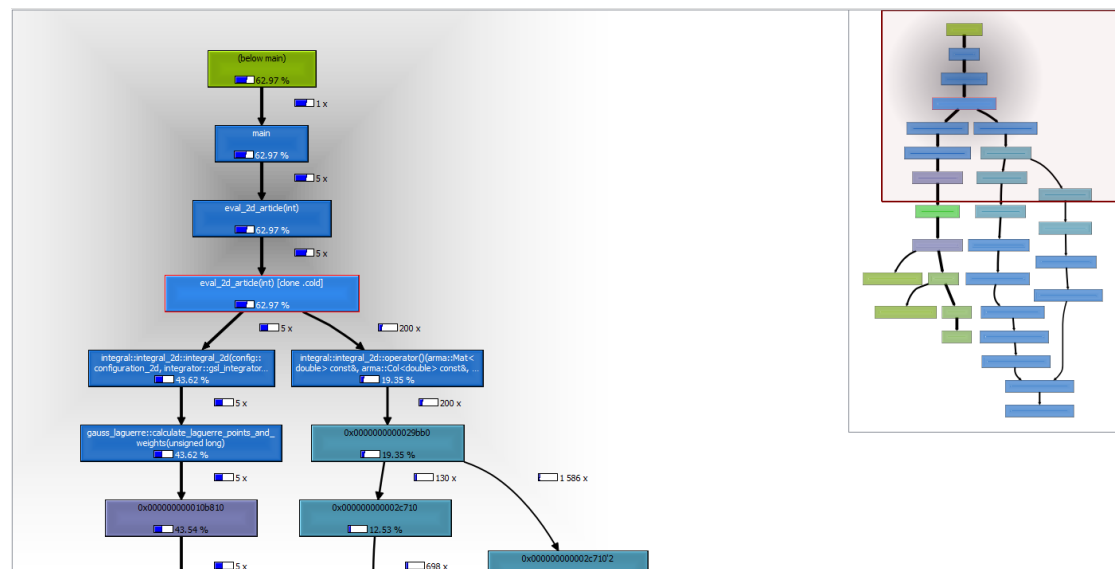 (below main)
62.97 %
1 x
main
62.97 %
5 x
eval_2d_article(int)
62.97 %
5 x
eval_2d_article(int) [clone .cold]
62.97 %
5 x
200 x
integral::integral_2d::integral_2d(config::
configuration_2d, integrator::gsl_integrator...
43.62 %
integral::integral_2d::operator()(arma::Mat<
double> const&, arma::Col<double> const&, ...
19.35 %
5 x
200 x
gauss_laguerre::calculate_laguerre_points_and_
weights(unsigned long)
43.62 %
0x0000000000029bb0
19.35 %
5 x
130 x
1 586 x
0x000000000010b810
43.54 %
0x000000000002c710
12.53 %
0x000000000002c710'2
5 x
698 x